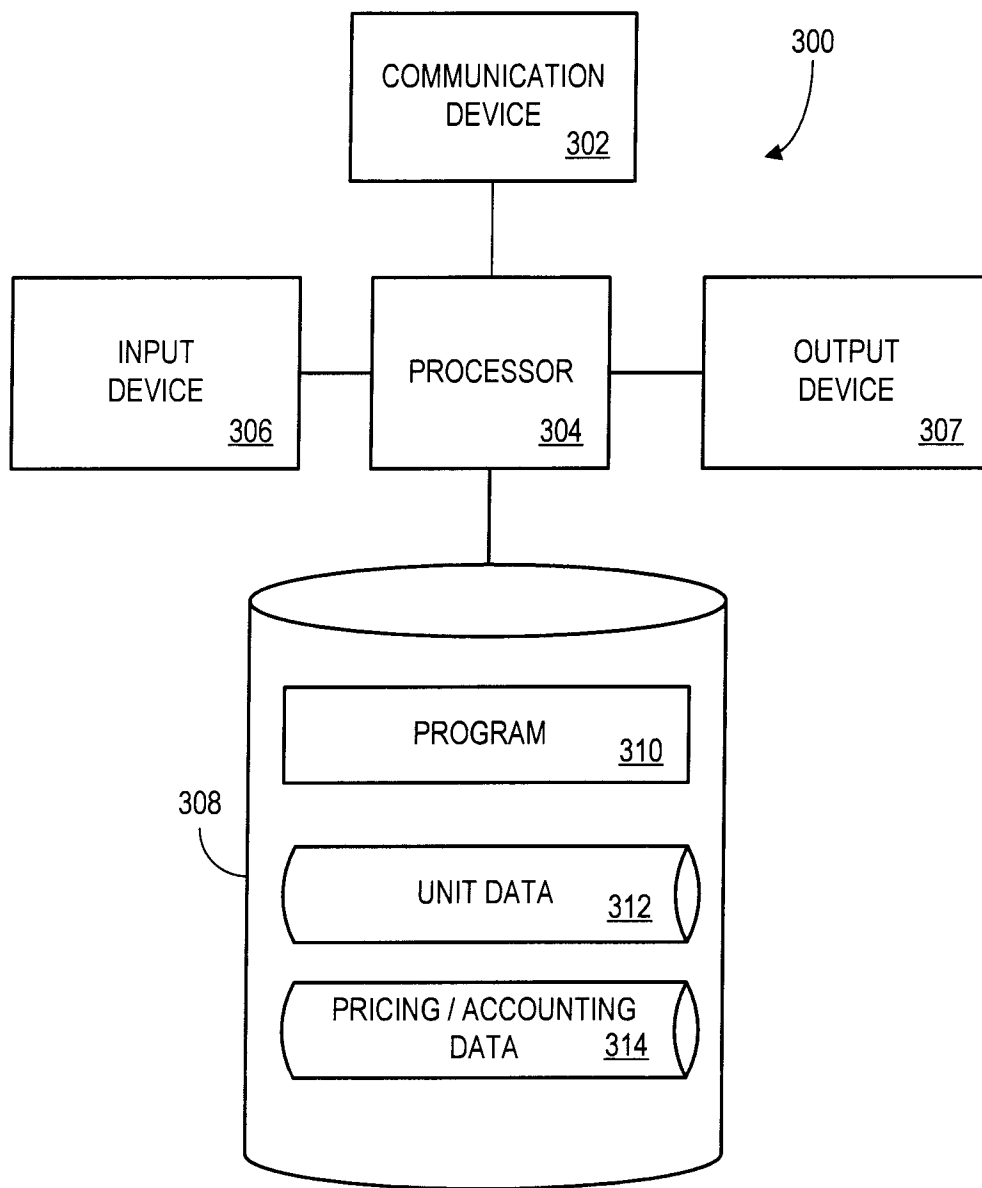 COMMUNICATION
DEVICE
302
300
INPUT
DEVICE
306
PROCESSOR
304
OUTPUT
DEVICE
307
308
PROGRAM
310
UNIT DATA
312
PRICING / ACCOUNTING
DATA
314